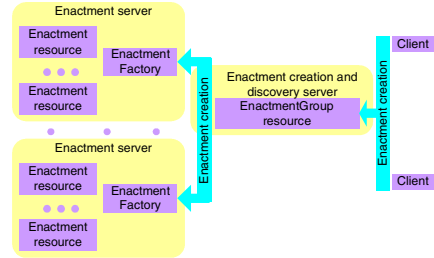 Enactment server
Enactment
resource
Enactment
Factory
Enactment
resource
Enactment server
Enactment
resource
Enactment
Factory
Enactment
resource
Enactment creation
Enactment creation and
discovery server
EnactmentGroup
resource
Enactment creation
Client
Client